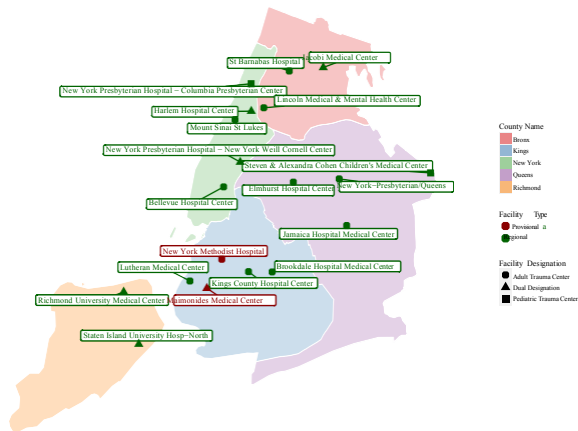 St Barnabas Hospital
Jacobi Medical Center
New York Presbyterian Hospital − Columbia Presbyterian Center
Lincoln Medical & Mental Health Center
Harlem Hospital Center
Mount Sinai St Lukes
New York Presbyterian Hospital − New York Weill Cornell Center
Steven & Alexandra Cohen Children's Medical Center
Elmhurst Hospital Center
New York−Presbyterian/Queens
Bellevue Hospital Center
Jamaica Hospital Medical Center
New York Methodist Hospital
Lutheran Medical Center
Brookdale Hospital Medical Center
Kings County Hospital Center
Richmond University Medical Center
Maimonides Medical Center
Staten Island University Hosp−North
County Name
Bronx
Kings
New York
Queens
Richmond
Facility Type
Provisional a
Regional
Facility Designation
Adult Trauma Center
Dual Designation
Pediatric Trauma Center